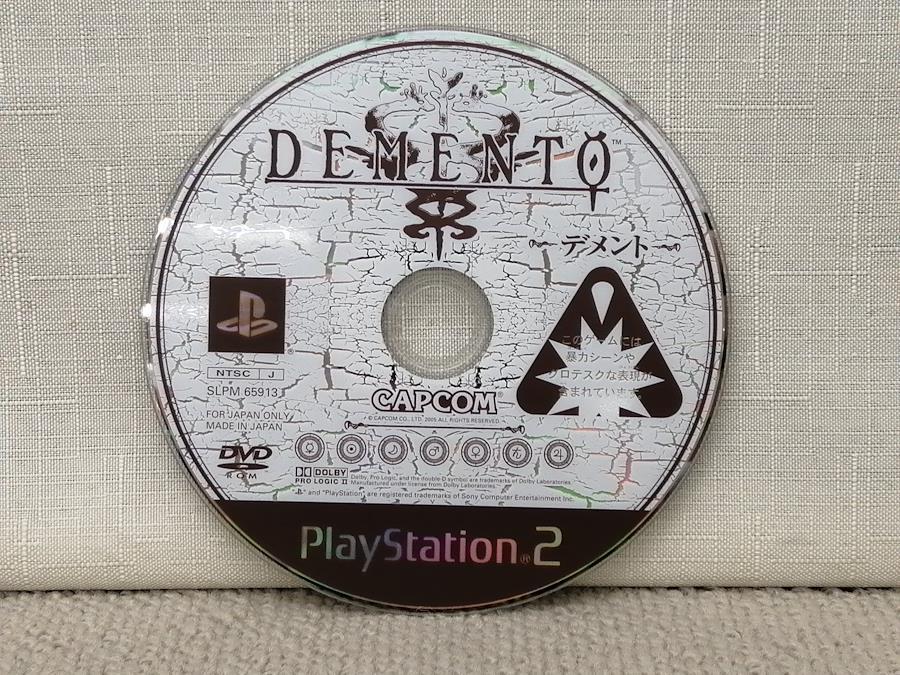 DEMENTO™
デメント
このゲームには
暴力シーンや
グロテスクな表現が
含まれています。
NTSC J
SLPM 65913
FOR JAPAN ONLY
MADE IN JAPAN
CAPCOM®
© CAPCOM CO., LTD. 2005 ALL RIGHTS RESERVED.
DVD
ROM
DOLBY
PRO LOGIC II
Dolby, Pro Logic, and the double-D symbol are trademarks of Dolby Laboratories.
Manufactured under license from Dolby Laboratories.
" " and "PlayStation" are registered trademarks of Sony Computer Entertainment Inc.
PlayStation®2